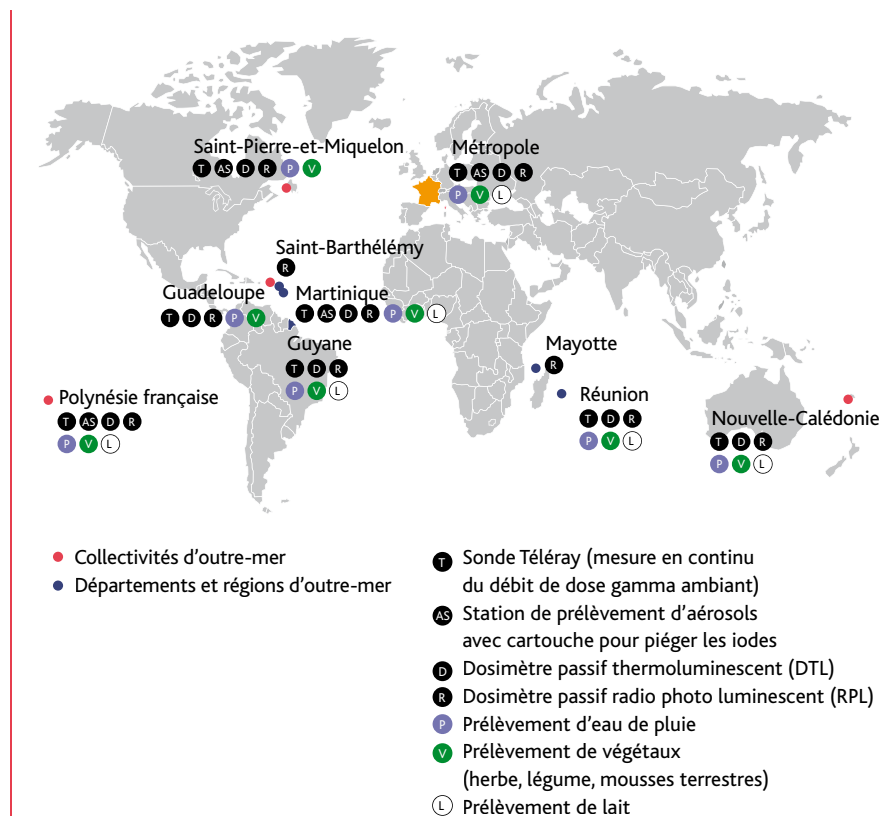 Saint-Pierre-et-Miquelon
T AS D R P V
Métropole
T AS D R
P V L
Saint-Barthélémy
R
Guadeloupe
T D R P V
Martinique
T AS D R P V L
Guyane
T D R
P V L
Mayotte
R
Polynésie française
T AS D R
P V L
Réunion
T D R
P V L
Nouvelle-Calédonie
T D R
P V L
Collectivités d'outre-mer
Départements et régions d'outre-mer
T Sonde Téléray (mesure en continu
du débit de dose gamma ambiant)
AS Station de prélèvement d'aérosols
avec cartouche pour piéger les iodes
D Dosimètre passif thermoluminescent (DTL)
R Dosimètre passif radio photo luminescent (RPL)
P Prélèvement d'eau de pluie
V Prélèvement de végétaux
(herbe, légume, mousses terrestres)
L Prélèvement de lait